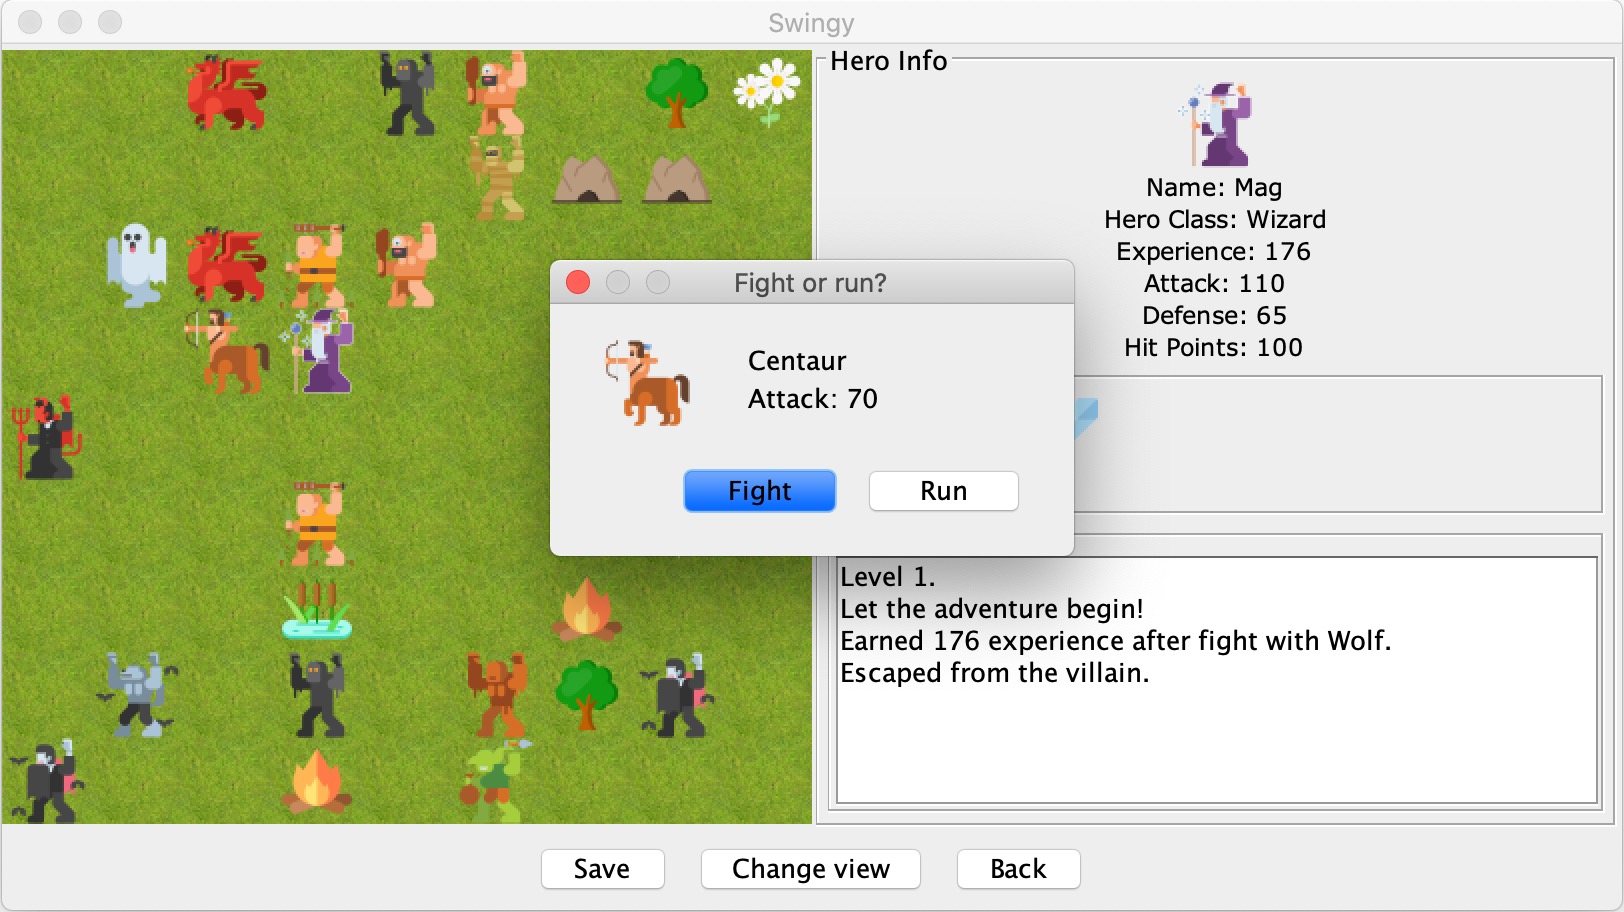 Swingy
Hero Info
Name: Mag
Hero Class: Wizard
Experience: 176
Attack: 110
Defense: 65
Hit Points: 100
Fight or run?
Centaur
Attack: 70
Fight
Run
Level 1.
Let the adventure begin!
Earned 176 experience after fight with Wolf.
Escaped from the villain.
Save
Change view
Back